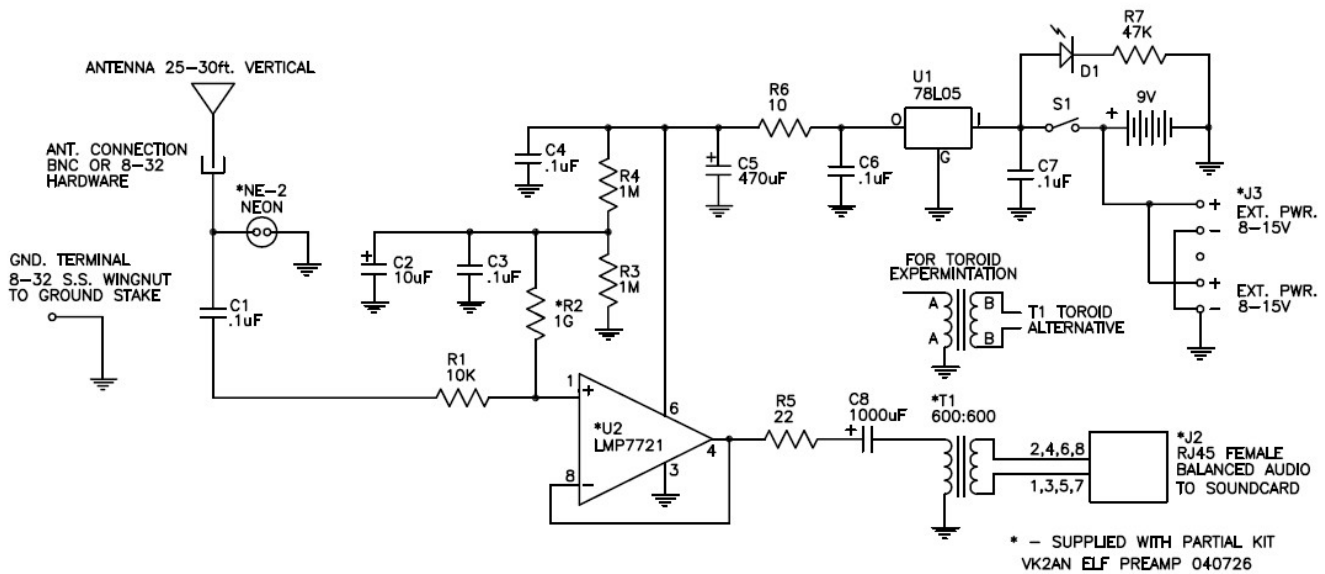 ANTENNA 25-30ft. VERTICAL
ANT. CONNECTION
BNC OR 8-32
HARDWARE
*NE-2
NEON
GND. TERMINAL
8-32 S.S. WINGNUT
TO GROUND STAKE
C1
.1uF
C4
.1uF
R4
1M
C2
10uF
C3
.1uF
*R2
1G
R3
1M
R1
10K
1
+
*U2
LMP7721
8
-
6
3
4
+
C5
470uF
R6
10
C6
.1uF
U1
78L05
O
I
G
R7
47K
D1
S1
+
9V
C7
.1uF
*J3
+
EXT. PWR.
8-15V
-
+
EXT. PWR.
8-15V
-
FOR TOROID
EXPERMINTATION
A
B
A
B
T1 TOROID
ALTERNATIVE
R5
22
C8
1000uF
+
*T1
600:600
2,4,6,8
1,3,5,7
*J2
RJ45 FEMALE
BALANCED AUDIO
TO SOUNDCARD
* - SUPPLIED WITH PARTIAL KIT
VK2AN ELF PREAMP 040726